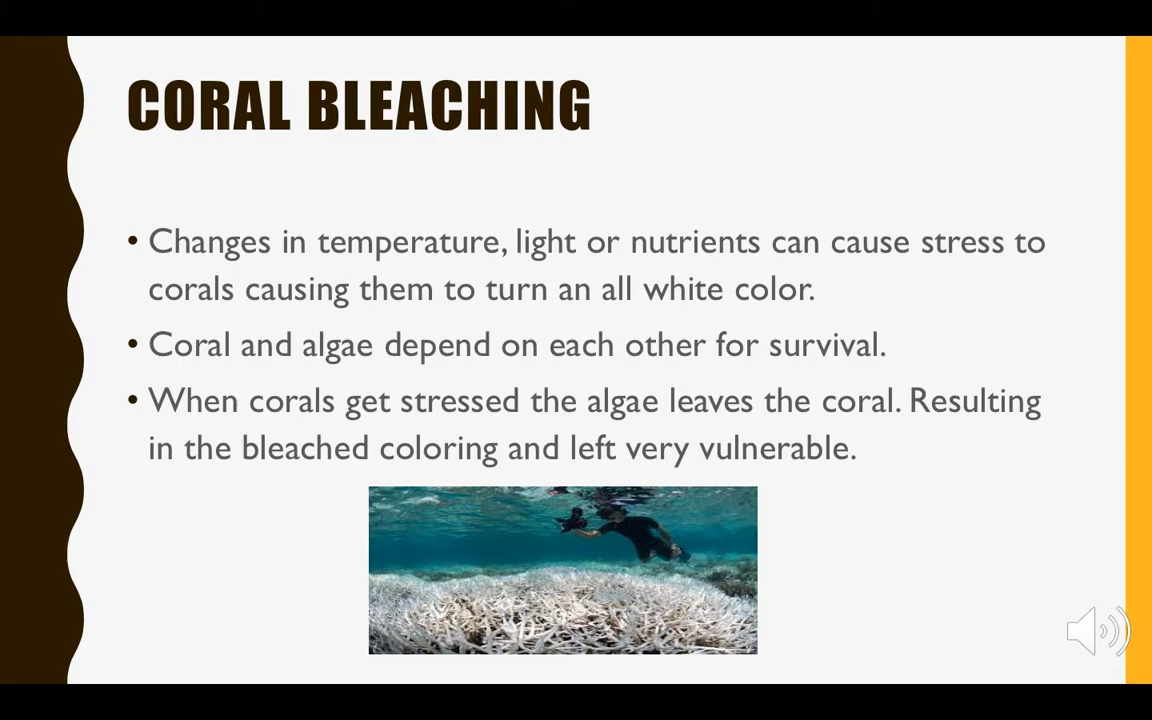 CORAL BLEACHING
• Changes in temperature, light or nutrients can cause stress to
corals causing them to turn an all white color.
• Coral and algae depend on each other for survival.
• When corals get stressed the algae leaves the coral. Resulting
in the bleached coloring and left very vulnerable.